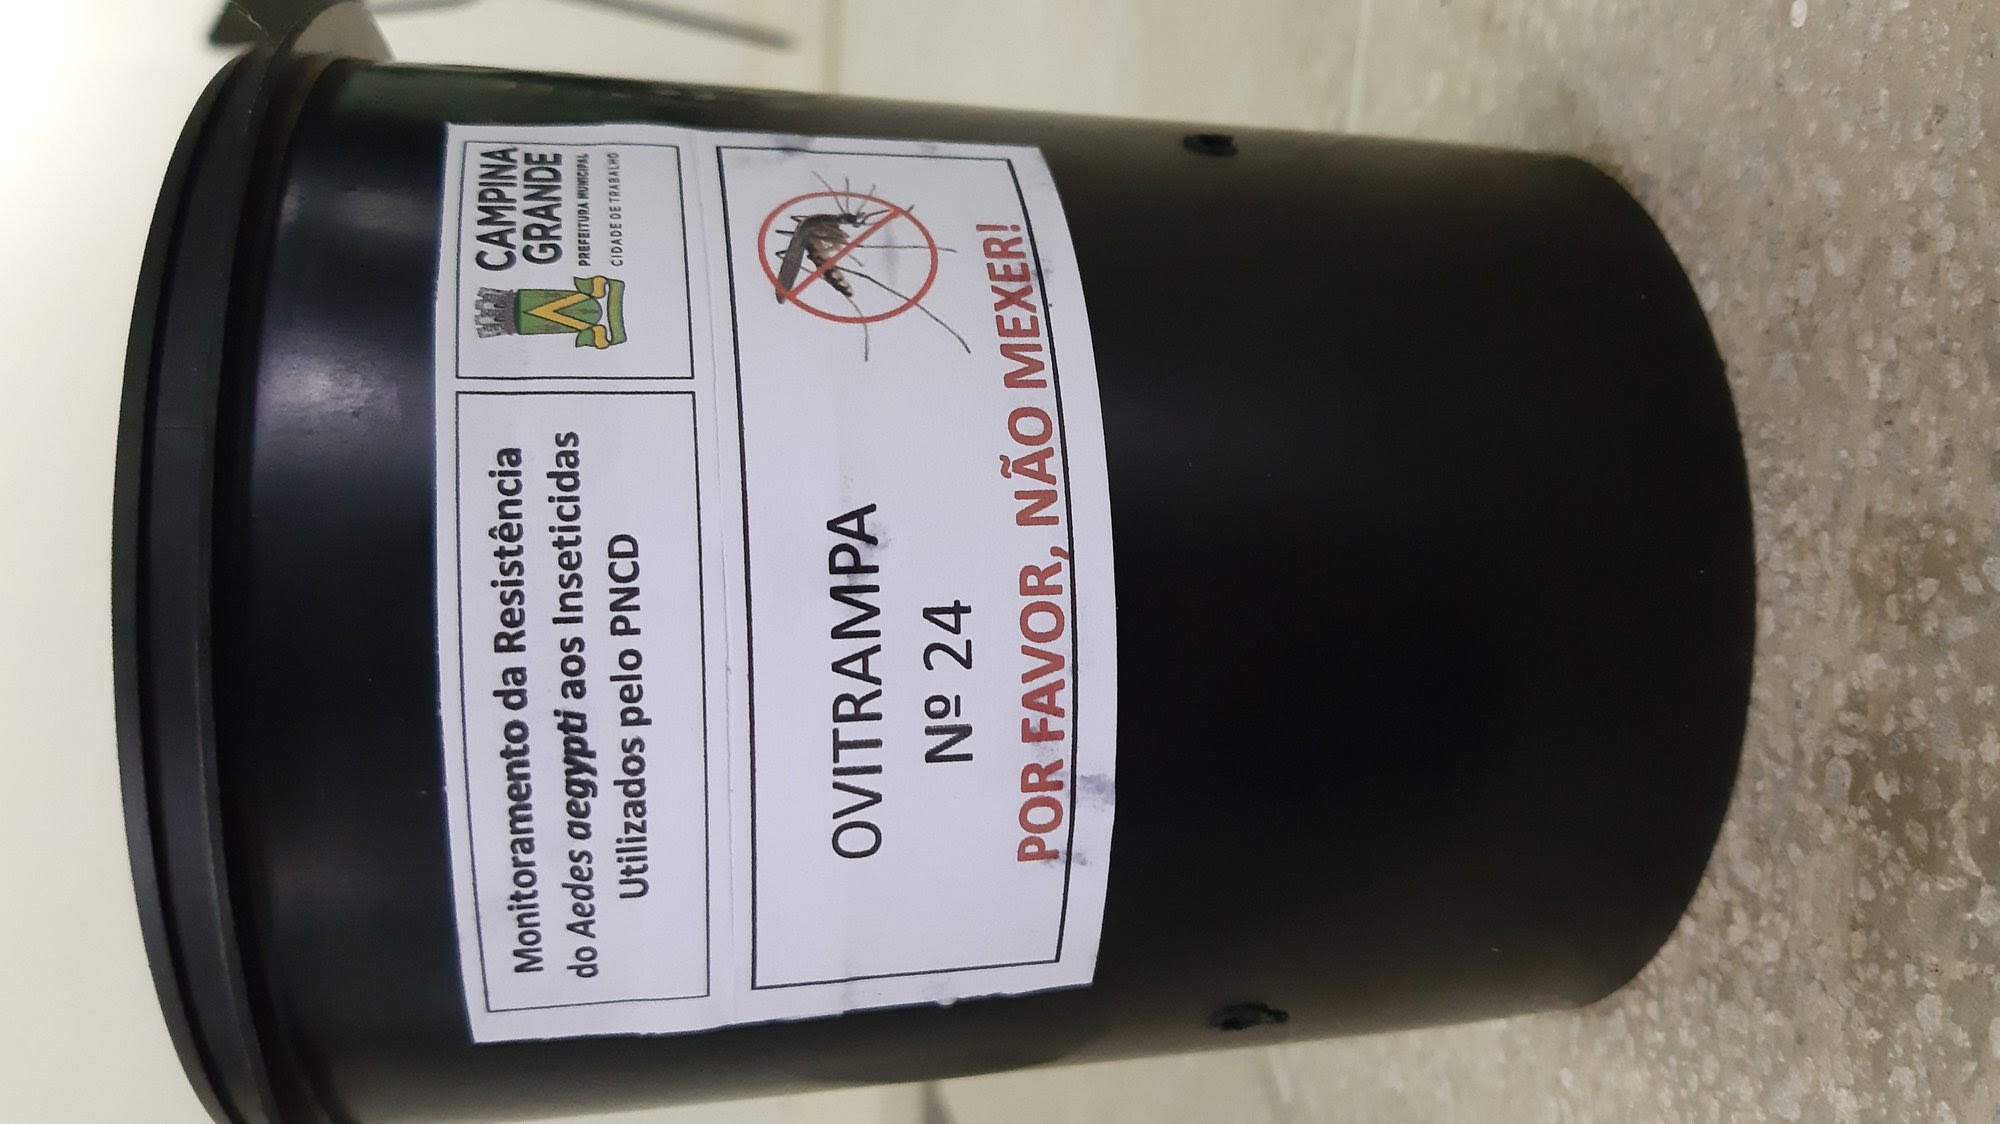 Monitoramento da Resistência
do Aedes aegypti aos Inseticidas
Utilizados pelo PNCD
CAMPINA
GRANDE
PREFEITURA MUNICIPAL
CIDADE DE TRABALHO
OVITRAMPA
Nº 24
POR FAVOR, NÃO MEXER!